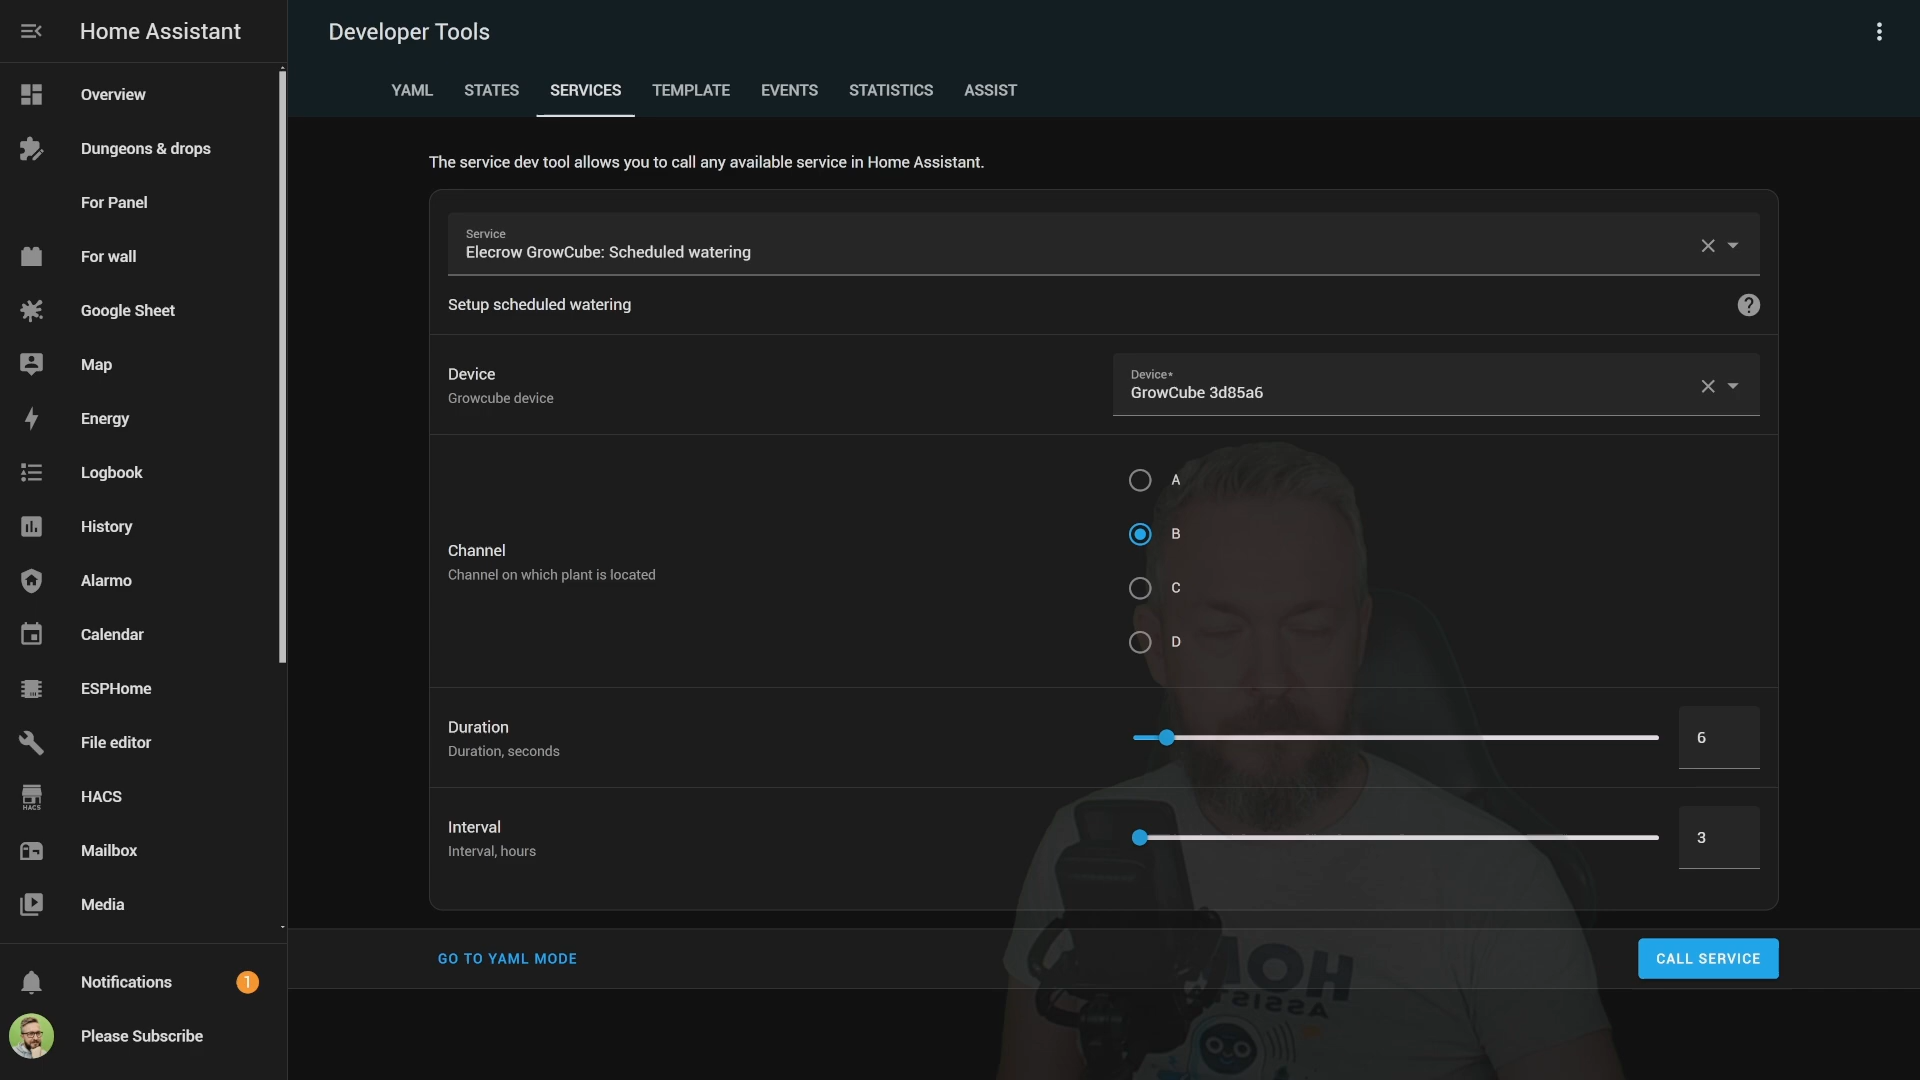 Home Assistant
Developer Tools
YAML
STATES
SERVICES
TEMPLATE
EVENTS
STATISTICS
ASSIST
Overview
Dungeons & drops
For Panel
For wall
Google Sheet
Map
Energy
Logbook
History
Alarmo
Calendar
ESPHome
File editor
HACS
HACS
Mailbox
Media
Notifications
1
Please Subscribe
The service dev tool allows you to call any available service in Home Assistant.
Service
Elecrow GrowCube: Scheduled watering
Setup scheduled watering
?
Device
Growcube device
Device*
GrowCube 3d85a6
Channel
Channel on which plant is located
A
B
C
D
Duration
Duration, seconds
6
Interval
Interval, hours
3
GO TO YAML MODE
CALL SERVICE